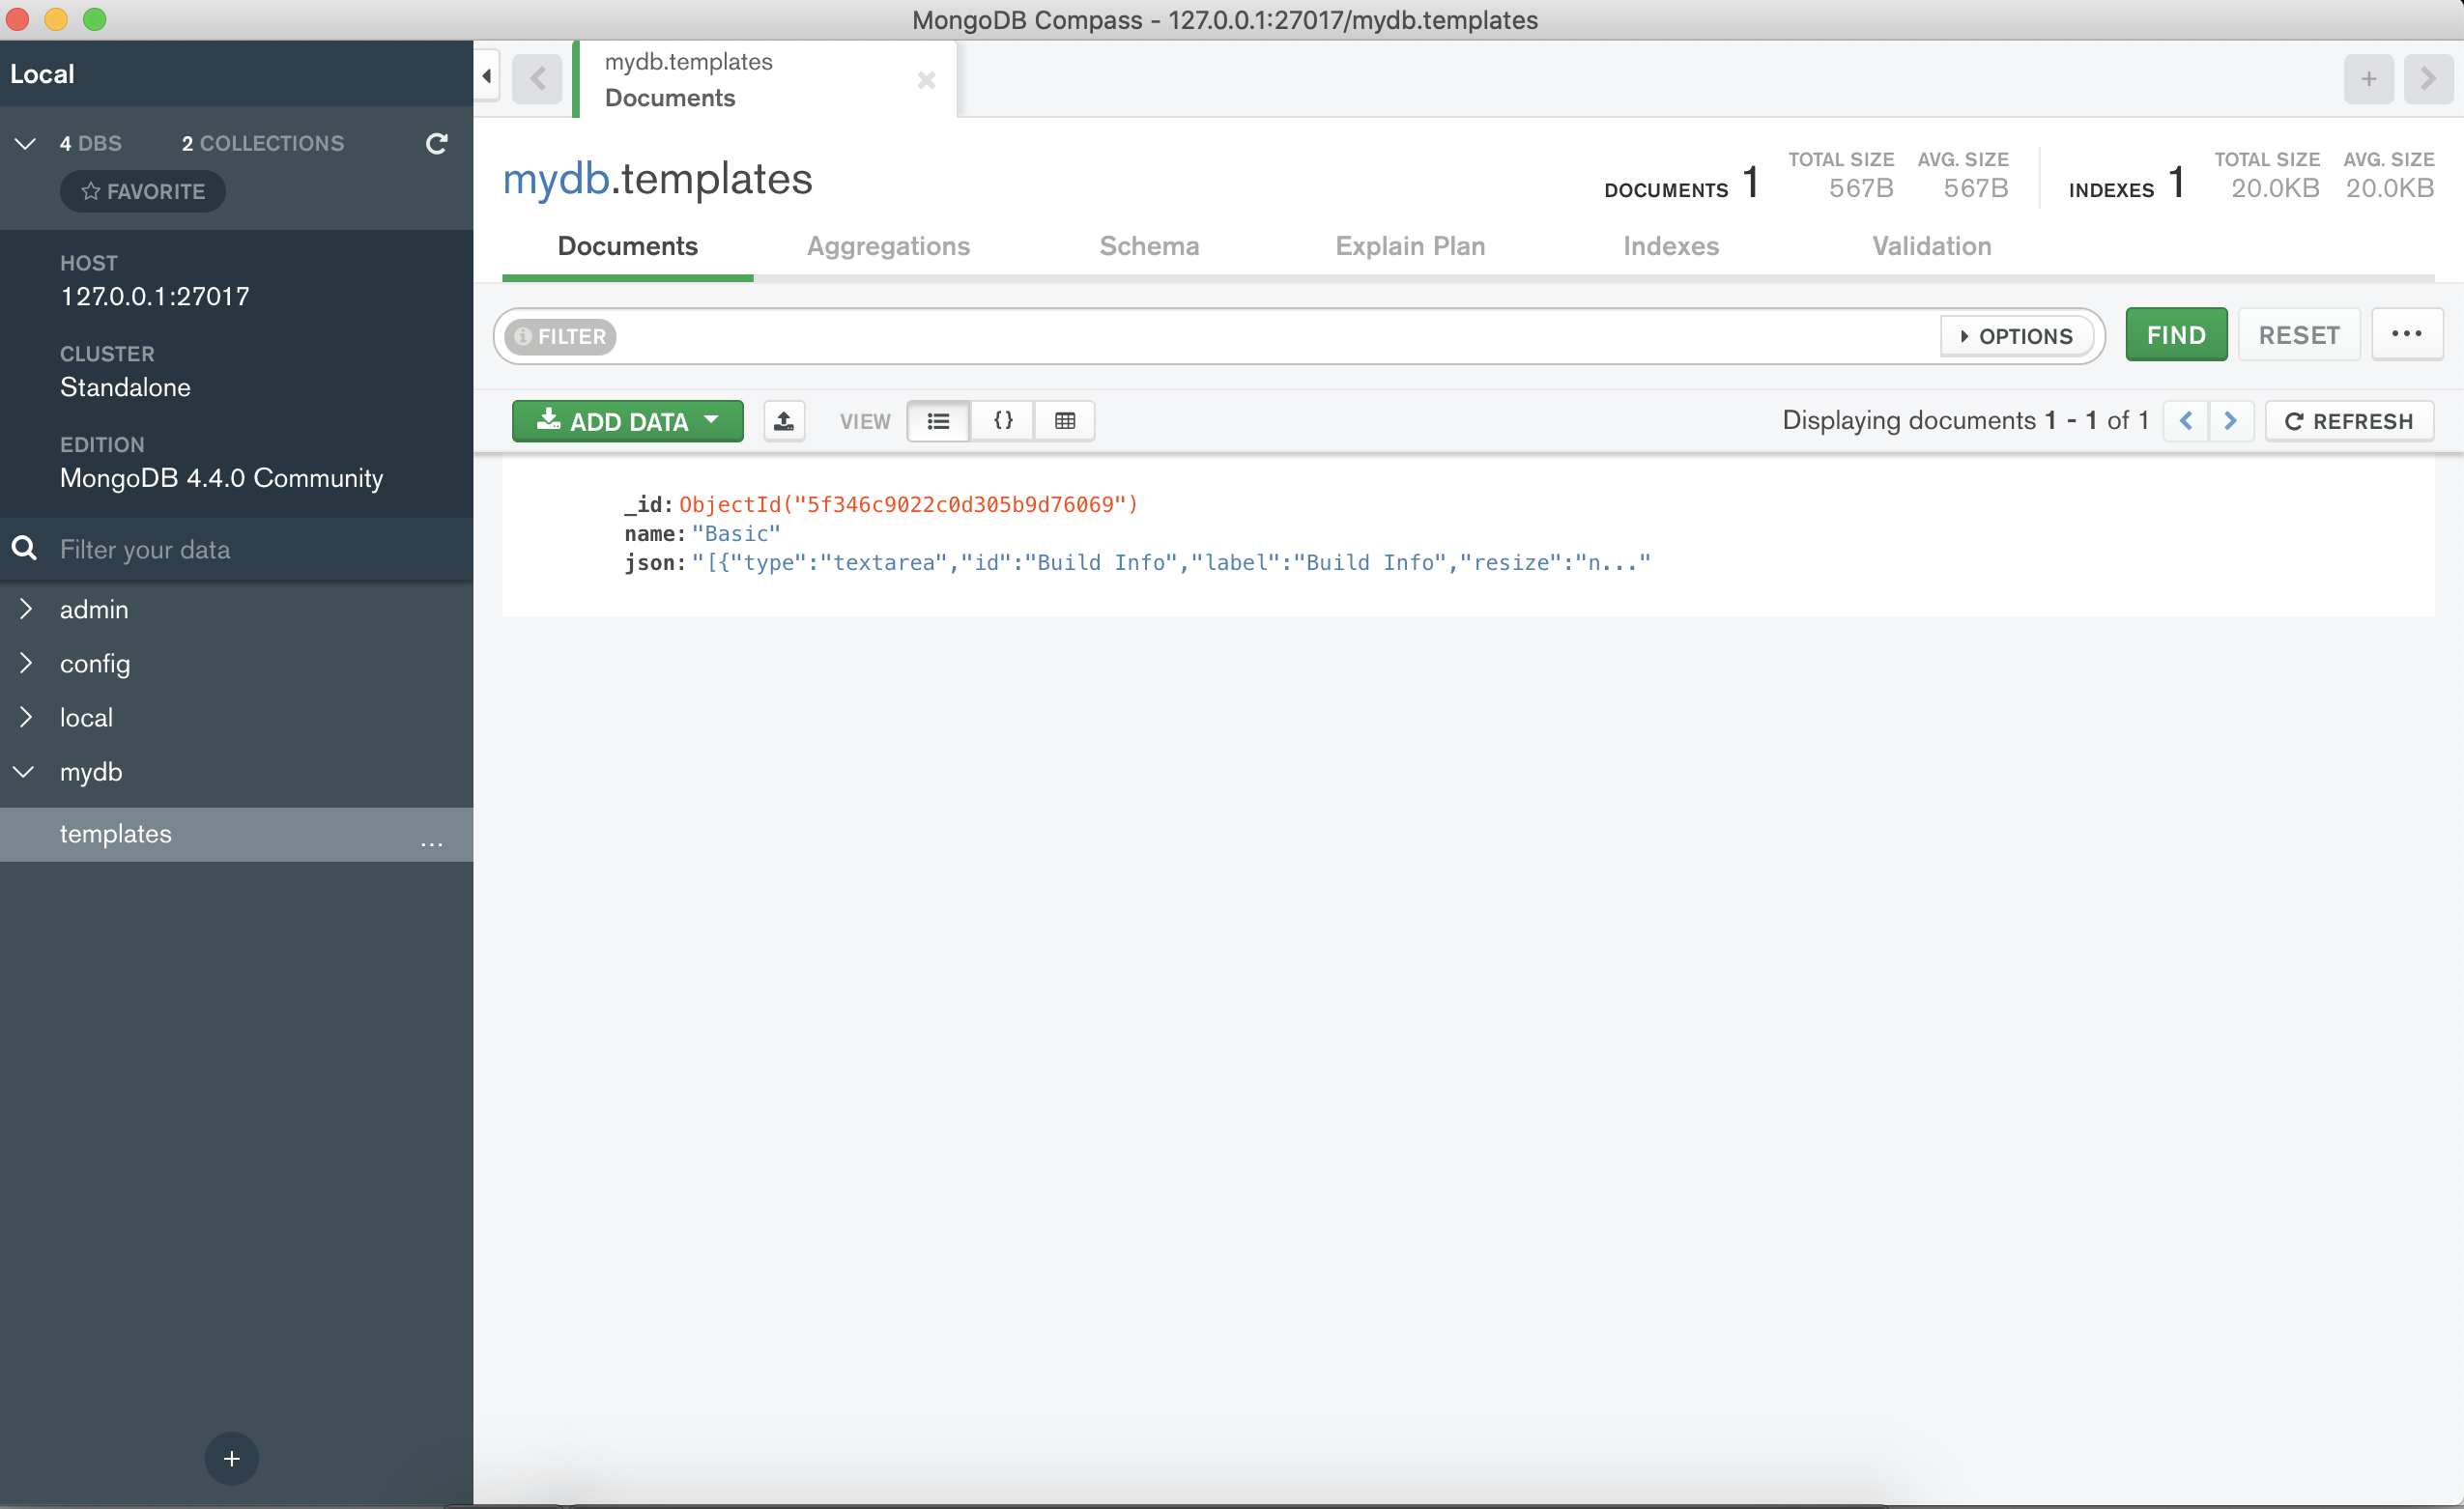 MongoDB Compass - 127.0.0.1:27017/mydb.templates
Local
4 DBS 2 COLLECTIONS
FAVORITE
HOST
127.0.0.1:27017
CLUSTER
Standalone
EDITION
MongoDB 4.4.0 Community
Filter your data
admin
config
local
mydb
templates ...
+
mydb.templates
Documents
+
mydb.templates
DOCUMENTS 1
TOTAL SIZE AVG. SIZE
567B 567B
INDEXES 1
TOTAL SIZE AVG. SIZE
20.0KB 20.0KB
Documents Aggregations Schema Explain Plan Indexes Validation
FILTER OPTIONS FIND RESET ...
ADD DATA VIEW {} Displaying documents 1 - 1 of 1 REFRESH
_id: ObjectId("5f346c9022c0d305b9d76069")
name: "Basic"
json: "[{"type":"textarea","id":"Build Info","label":"Build Info","resize":"n..."